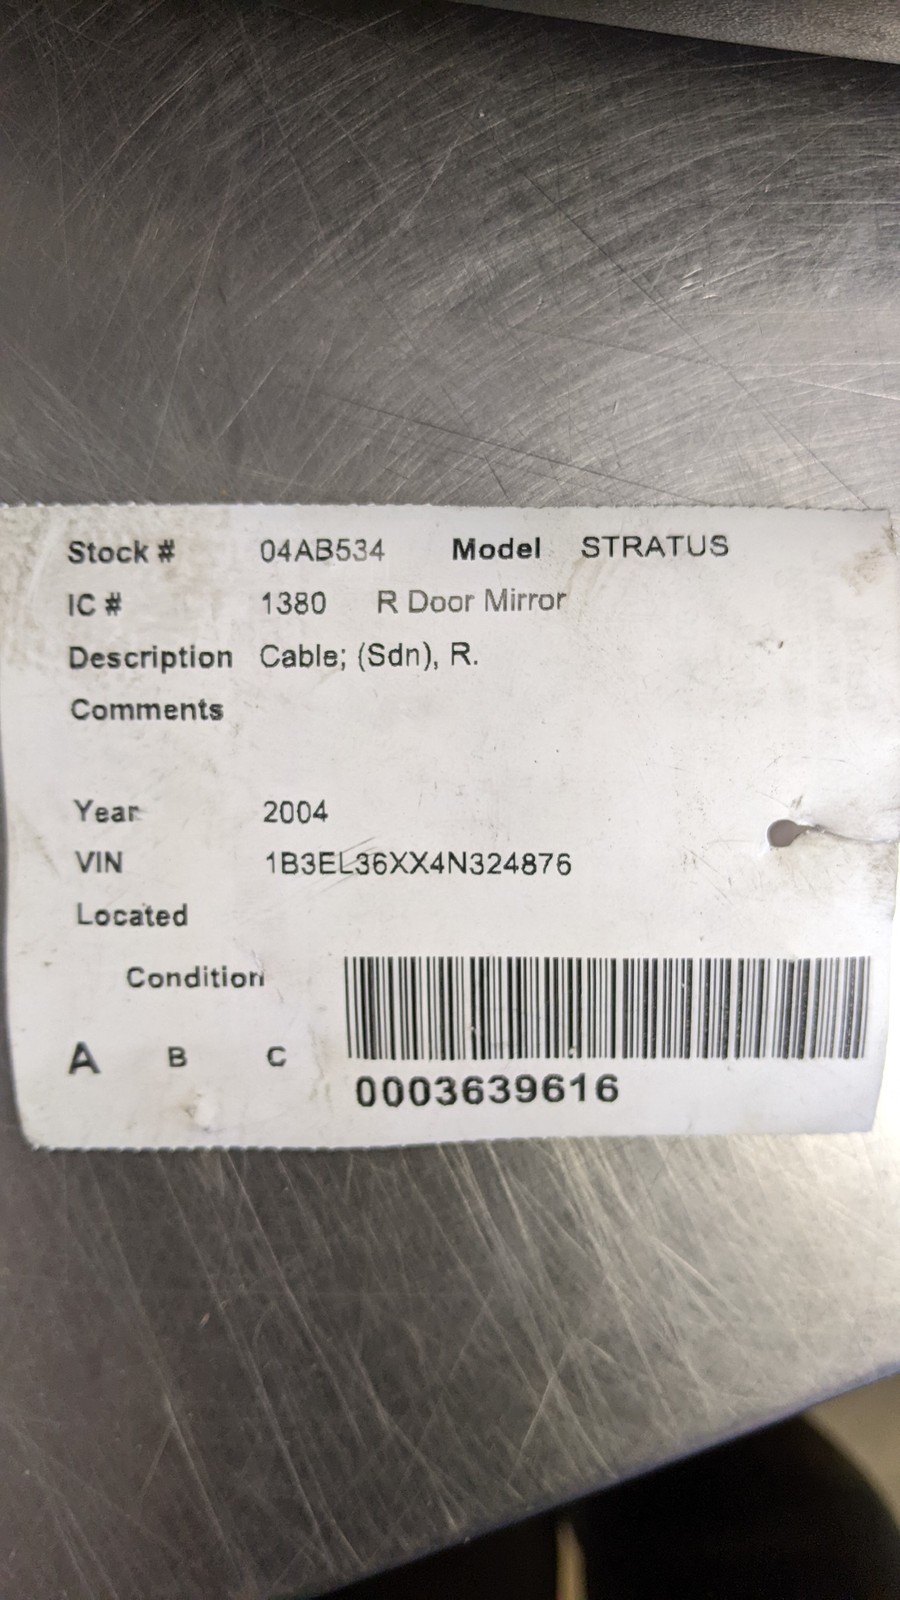 Stock # 04AB534 Model STRATUS
IC # 1380 R Door Mirror
Description Cable; (Sdn), R.
Comments
Year 2004
VIN 1B3EL36XX4N324876
Located
Condition
A B C
0003639616